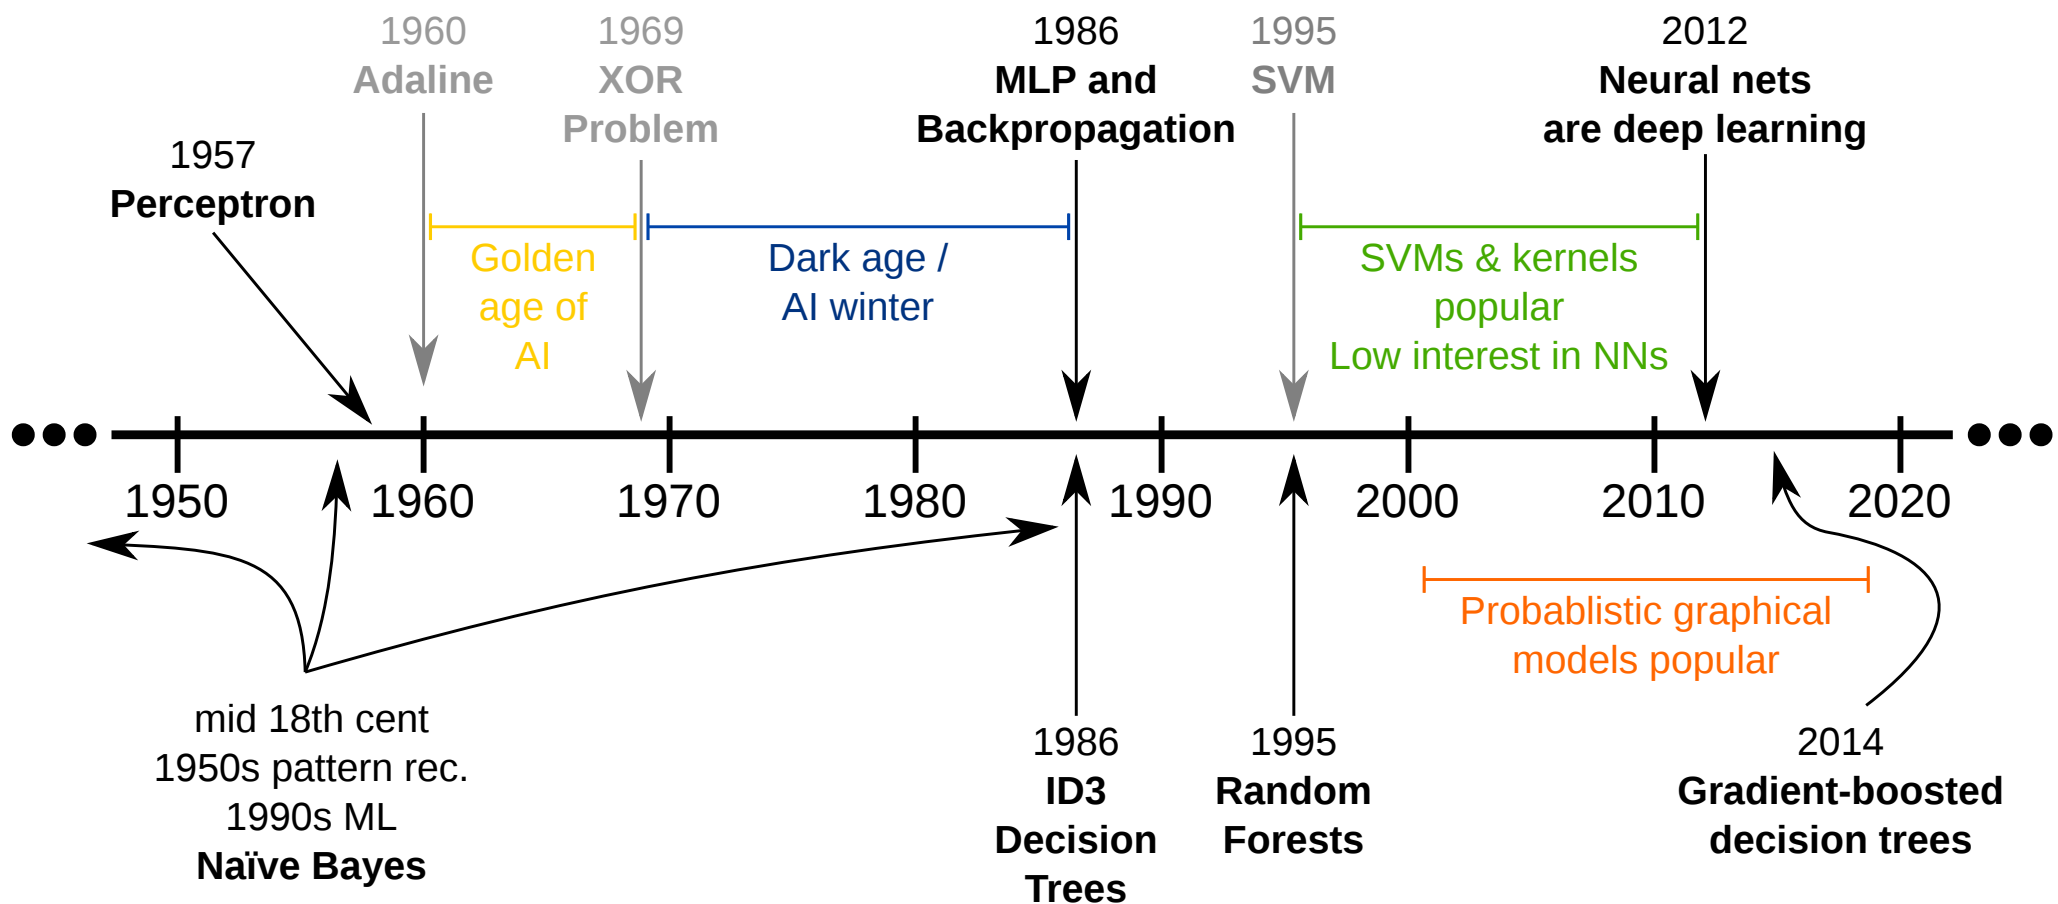 1960
Adaline
1969
XOR
Problem
1986
MLP and
Backpropagation
1995
SVM
2012
Neural nets
are deep learning
1957
Perceptron
Golden
age of
AI
Dark age /
AI winter
SVMs & kernels
popular
Low interest in NNs
1950
1960
1970
1980
1990
2000
2010
2020
Probablistic graphical
models popular
mid 18th cent
1950s pattern rec.
1990s ML
Naïve Bayes
1986
ID3
Decision
Trees
1995
Random
Forests
2014
Gradient-boosted
decision trees